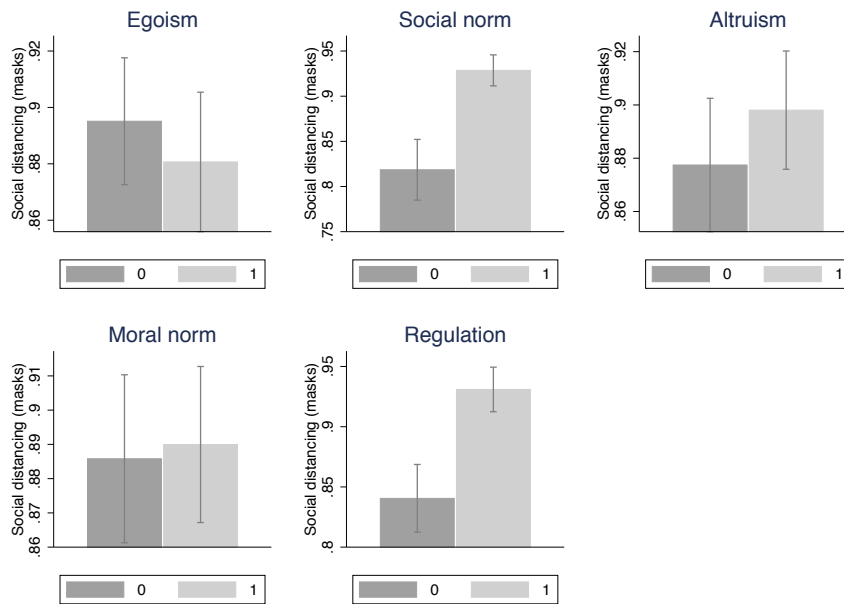 Egoism
Social distancing (masks)
.92
.9
.88
.86
0 1
Social norm
Social distancing (masks)
.95
.9
.85
.8
.75
0 1
Altruism
Social distancing (masks)
.92
.9
.88
.86
0 1
Moral norm
Social distancing (masks)
.91
.9
.89
.88
.87
.86
0 1
Regulation
Social distancing (masks)
.95
.9
.85
.8
0 1